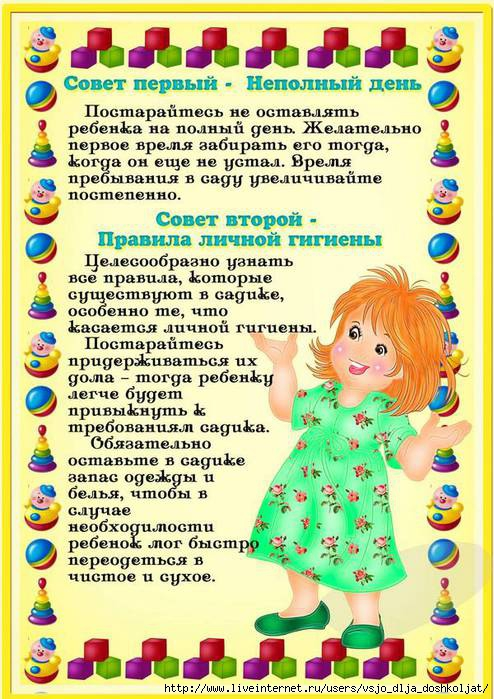 Совет первый - Неполный день
Постарайтесь не оставлять
ребенка на полный день. Желательно
первое время забирать его тогда,
когда он еще не устал. Время
пребывания в саду увеличивайте
постепенно.
Совет второй -
Правила личной гигиены
Целесообразно узнать
все правила, которые
существуют в садике,
особенно те, что
касается личной гигиены.
Постарайтесь
придерживаться их
дома – тогда ребенку
легче будет
привыкнуть к
требованиям садика.
Обязательно
оставьте в садике
запас одежды и
белья, чтобы в
случае
необходимости
ребенок мог быстро
переодеться в
чистое и сухое.
http://www.liveinternet.ru/users/vsjo_dlja_doshkoljat/